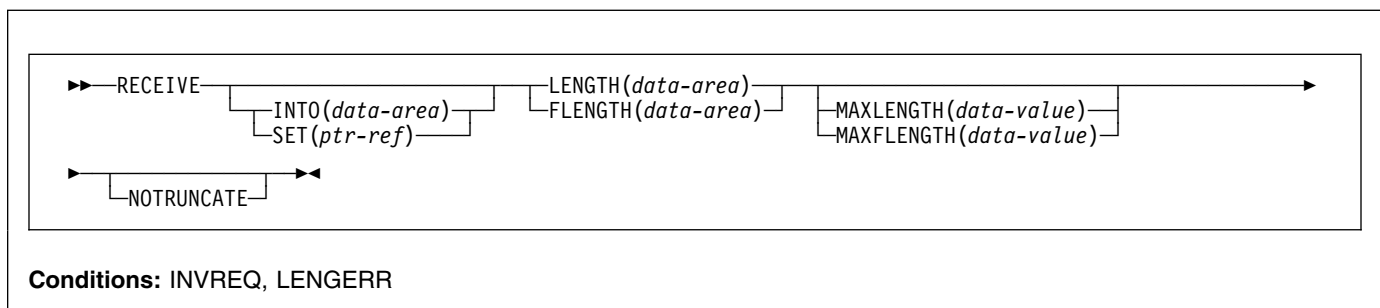 RECEIVE LENGTH(data-area)
INTO(data-area) FLENGTH(data-area) MAXLENGTH(data-value)
SET(ptr-ref) MAXFLENGTH(data-value)
NOTRUNCATE
Conditions: INVREQ, LENGERR